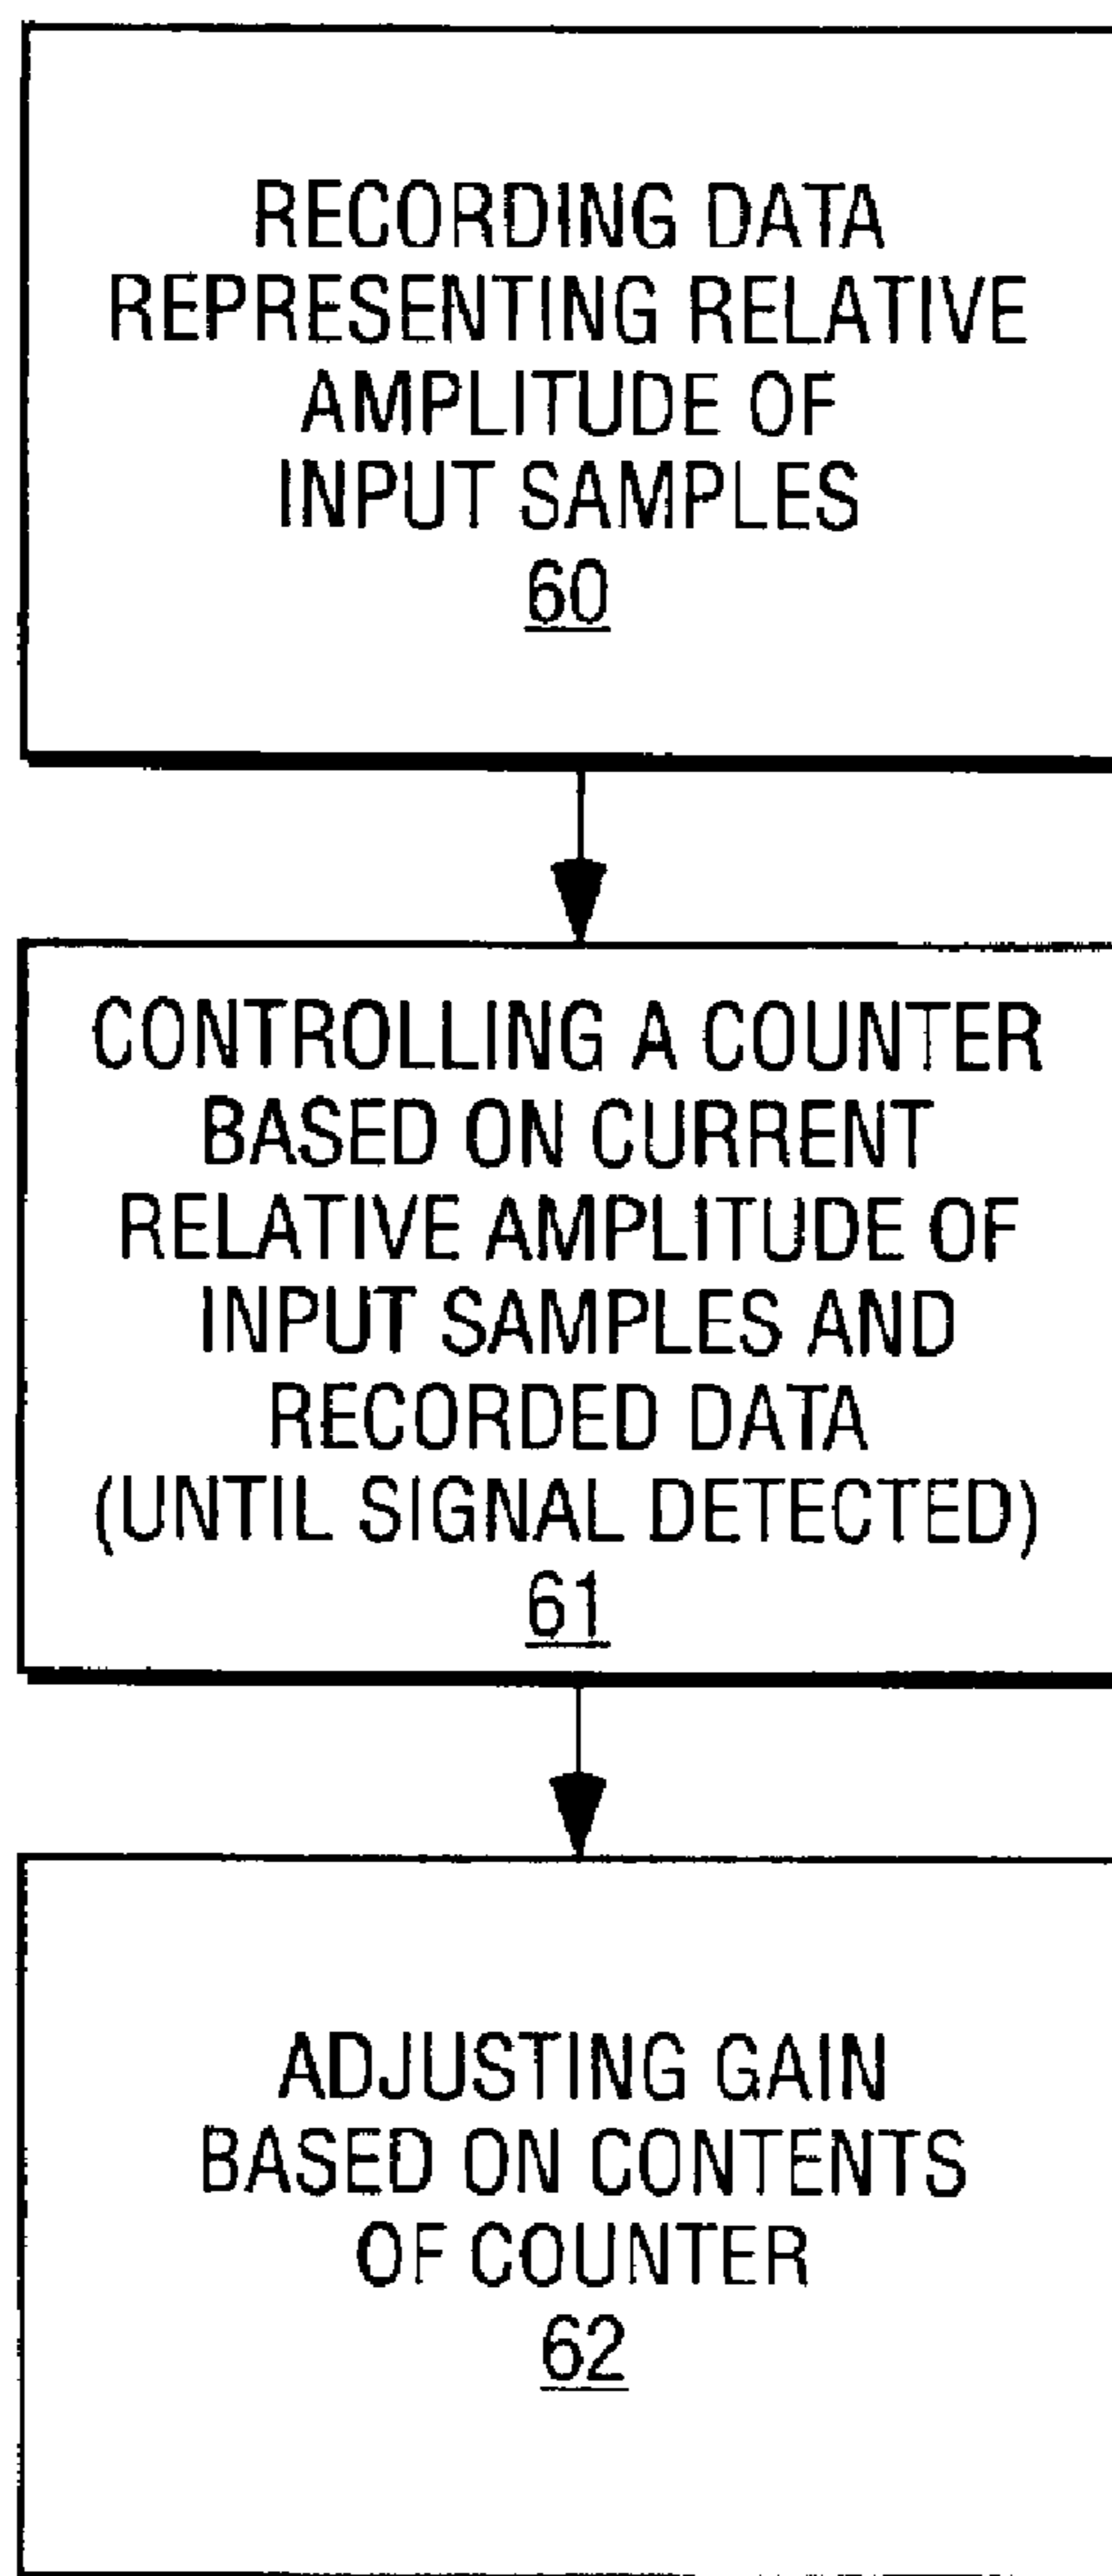 RECORDING DATA
REPRESENTING RELATIVE
AMPLITUDE OF
INPUT SAMPLES
60
CONTROLLING A COUNTER
BASED ON CURRENT
RELATIVE AMPLITUDE OF
INPUT SAMPLES AND
RECORDED DATA
(UNTIL SIGNAL DETECTED)
61
ADJUSTING GAIN
BASED ON CONTENTS
OF COUNTER
62